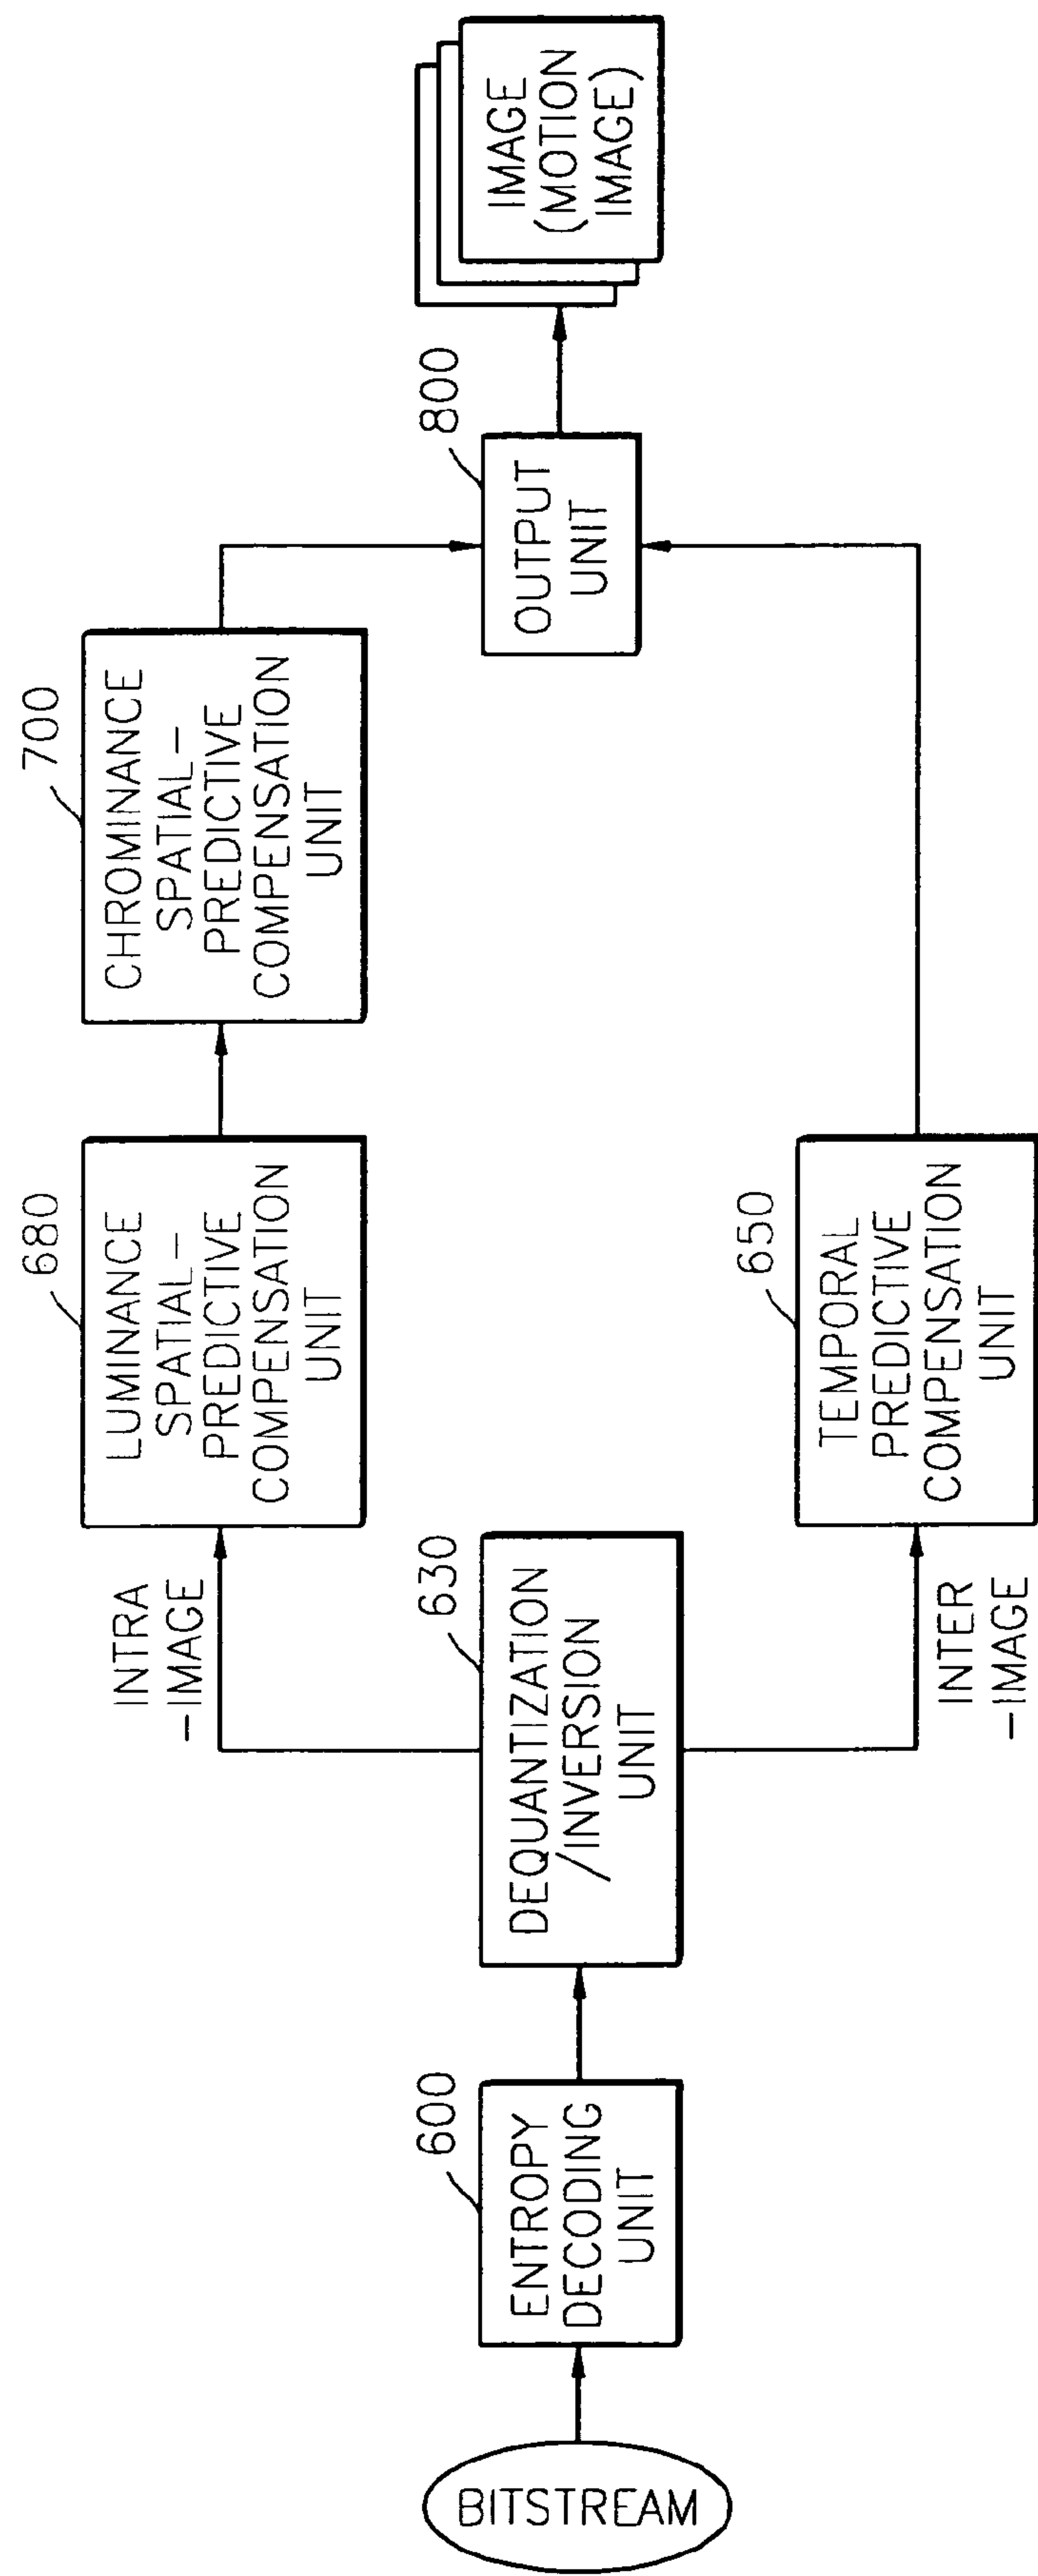 BITSTREAM
600
ENTROPY
DECODING
UNIT
630
DEQUANTIZATION
/INVERSION
UNIT
INTRA
-IMAGE
680
LUMINANCE
SPATIAL-
PREDICTIVE
COMPENSATION
UNIT
700
CHROMINANCE
SPATIAL-
PREDICTIVE
COMPENSATION
UNIT
INTER
-IMAGE
650
TEMPORAL
PREDICTIVE
COMPENSATION
UNIT
800
OUTPUT
UNIT
IMAGE
(MOTION
IMAGE)